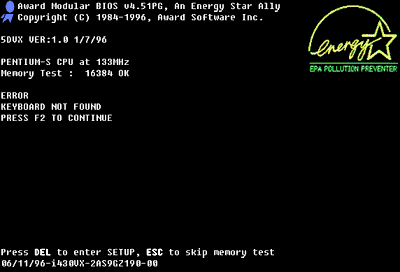 Award Modular BIOS v4.51PG, An Energy Star Ally
Copyright (C) 1984-1996, Award Software Inc.
energy
EPA POLLUTION PREVENTER
5DVX VER:1.0 1/7/96
PENTIUM-S CPU at 133MHz
Memory Test : 16384 OK
ERROR
KEYBOARD NOT FOUND
PRESS F2 TO CONTINUE
Press DEL to enter SETUP, ESC to skip memory test
06/11/96-i430VX-2AS9GZ190-00